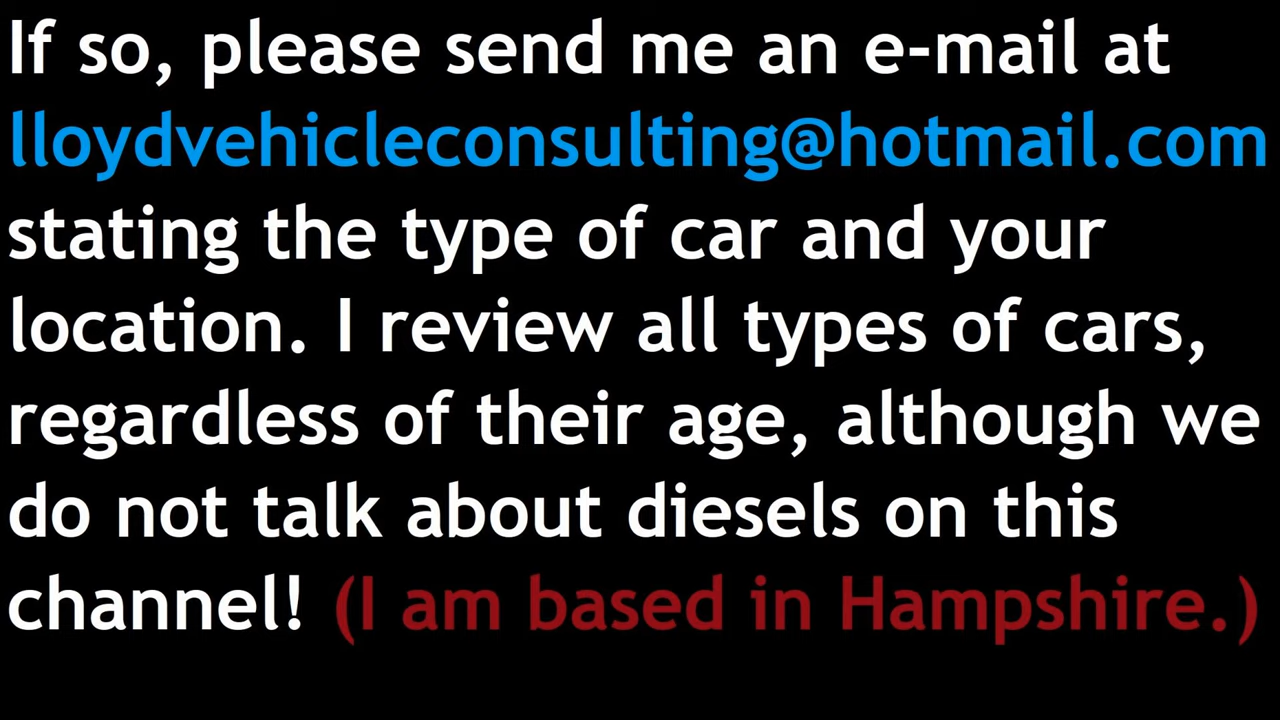 If so, please send me an e-mail at
lloydvehicleconsulting@hotmail.com
stating the type of car and your
location. I review all types of cars,
regardless of their age, although we
do not talk about diesels on this
channel! (I am based in Hampshire.)